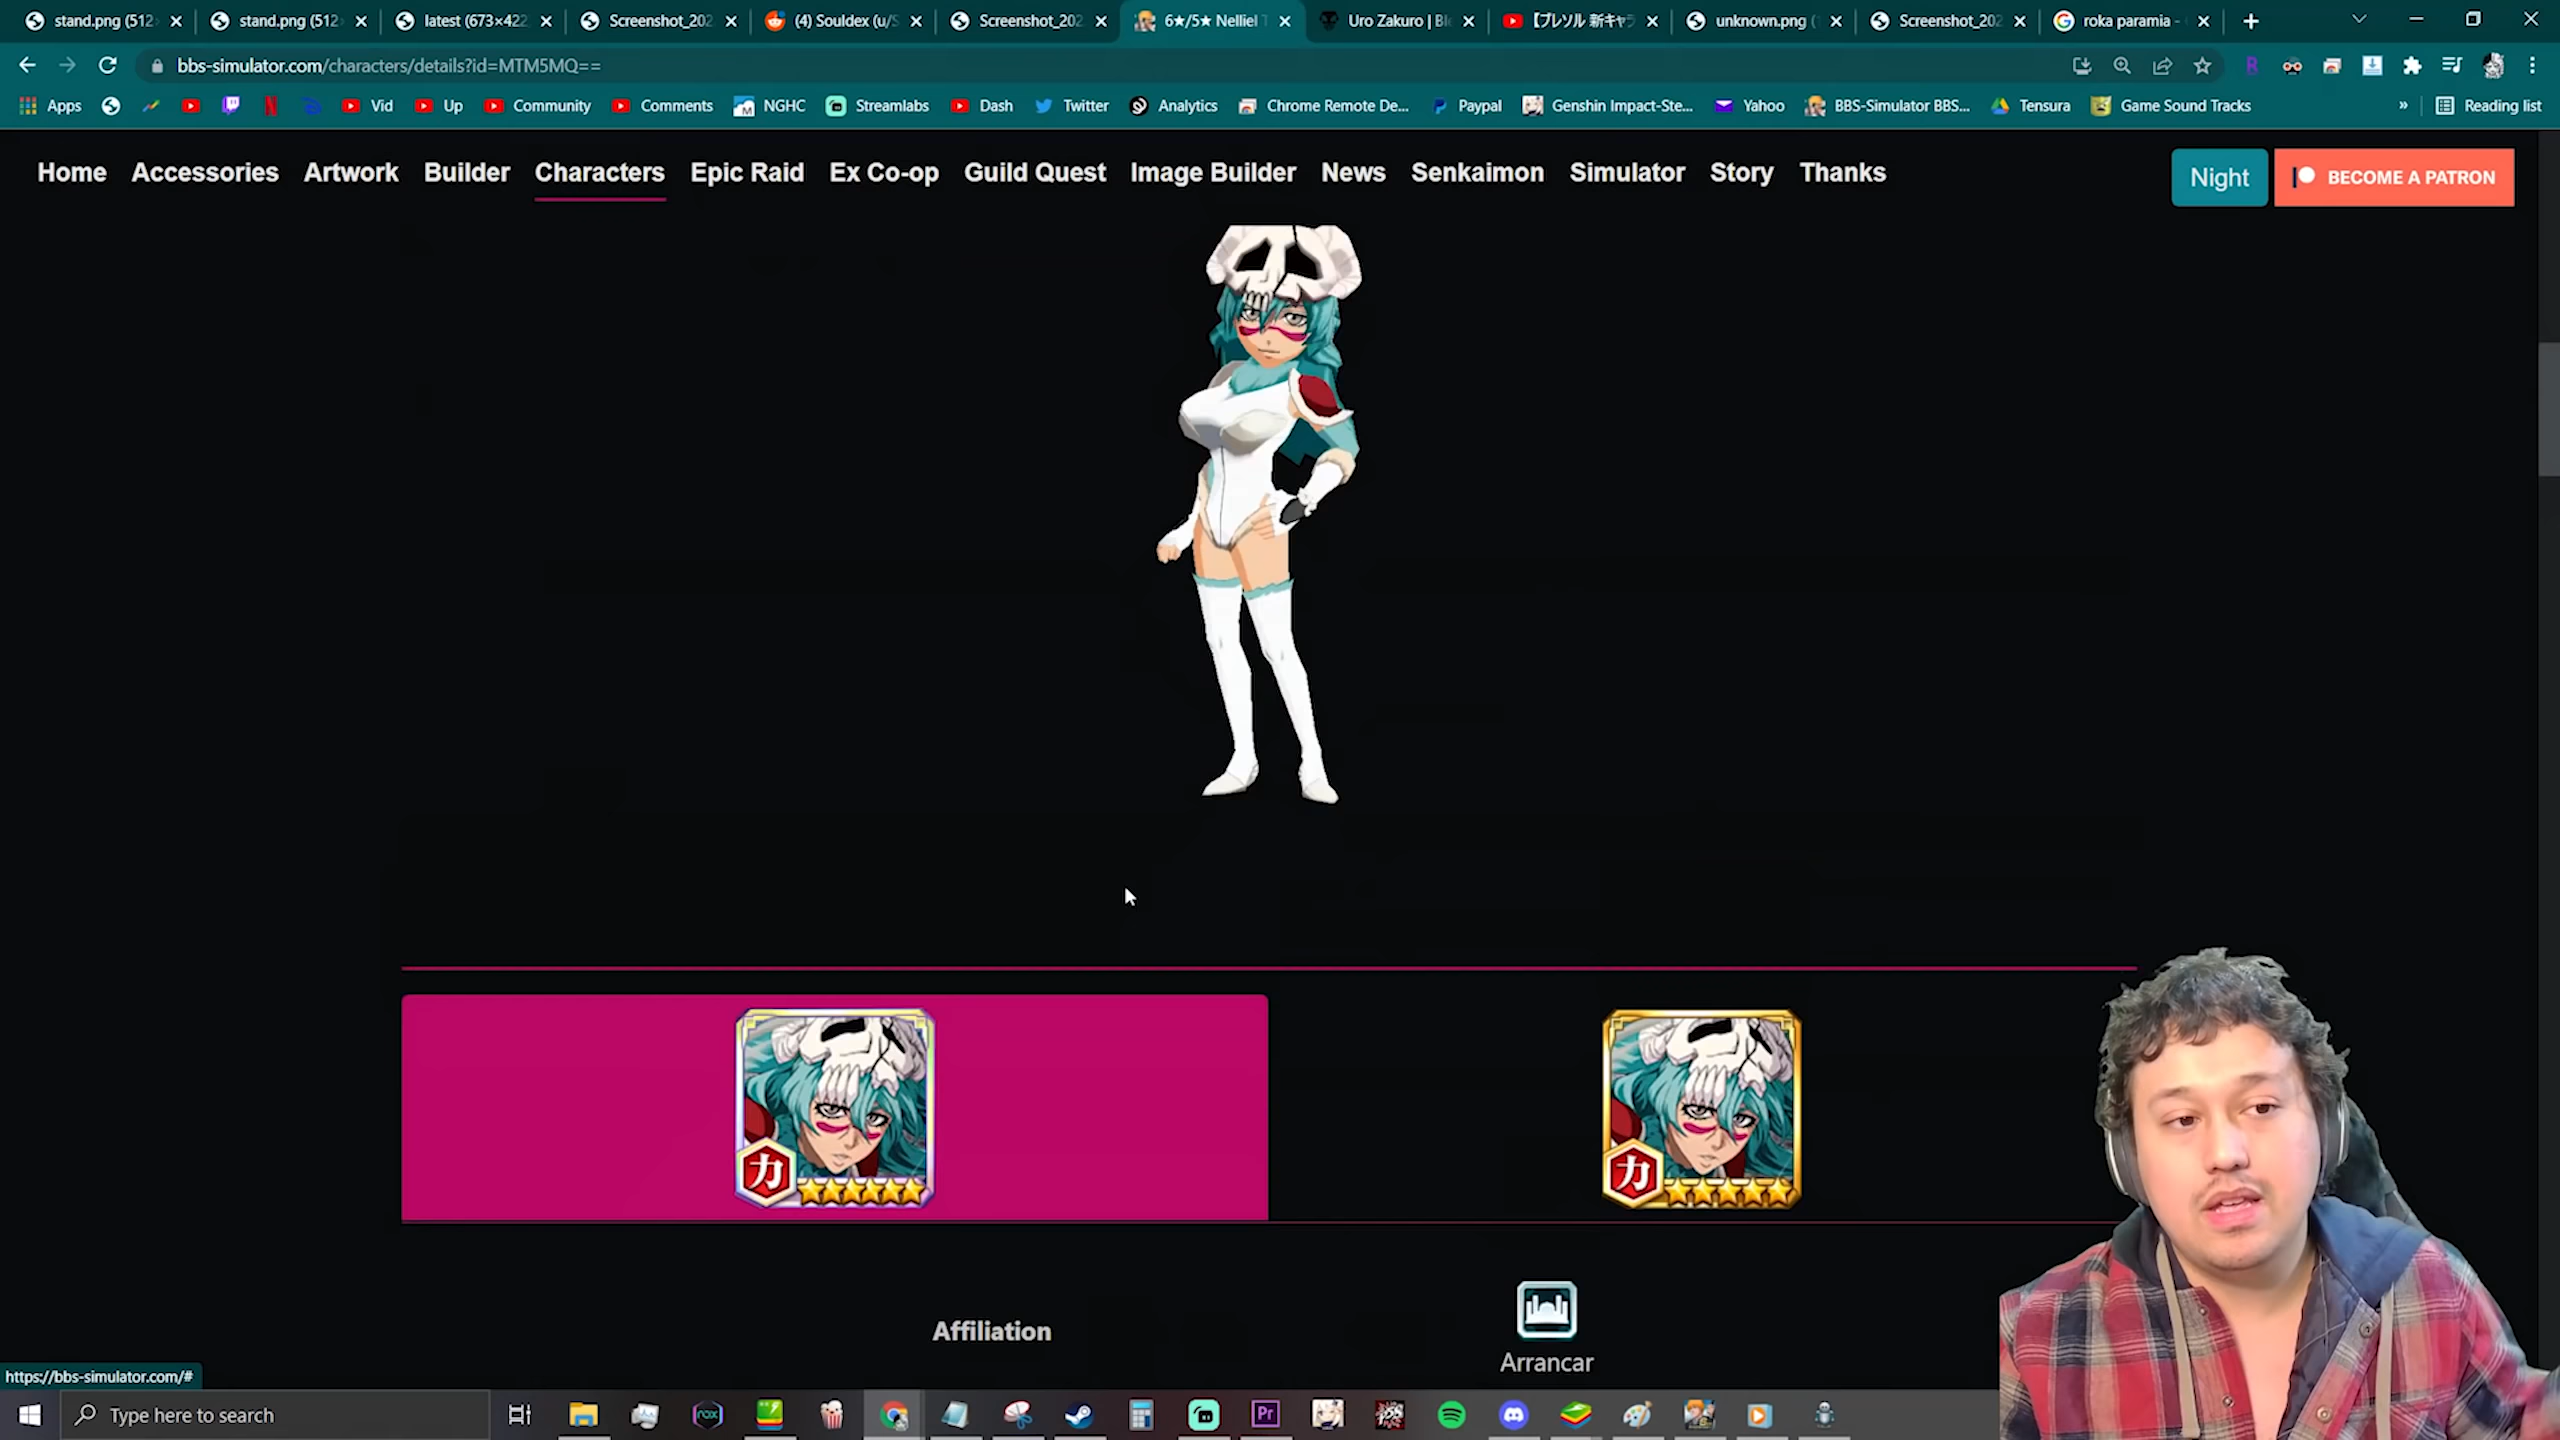 stand.png (512
stand.png (512
latest (673×422
Screenshot_202
(4) Souldex (u/S
Screenshot_202
6★/5★ Nelliel T
Uro Zakuro | Ble
【ブレソル 新キャラ
unknown.png (
Screenshot_202
roka paramia -
bbs-simulator.com/characters/details?id=MTM5MQ==
Apps
Vid
Up
Community
Comments
NGHC
Streamlabs
Dash
Twitter
Analytics
Chrome Remote De...
Paypal
Genshin Impact-Ste...
Yahoo
BBS-Simulator BBS...
Tensura
Game Sound Tracks
»
Reading list
Home
Accessories
Artwork
Builder
Characters
Epic Raid
Ex Co-op
Guild Quest
Image Builder
News
Senkaimon
Simulator
Story
Thanks
Night
BECOME A PATRON
力
力
Affiliation
Arrancar
https://bbs-simulator.com/#
Type here to search
nox
Pr